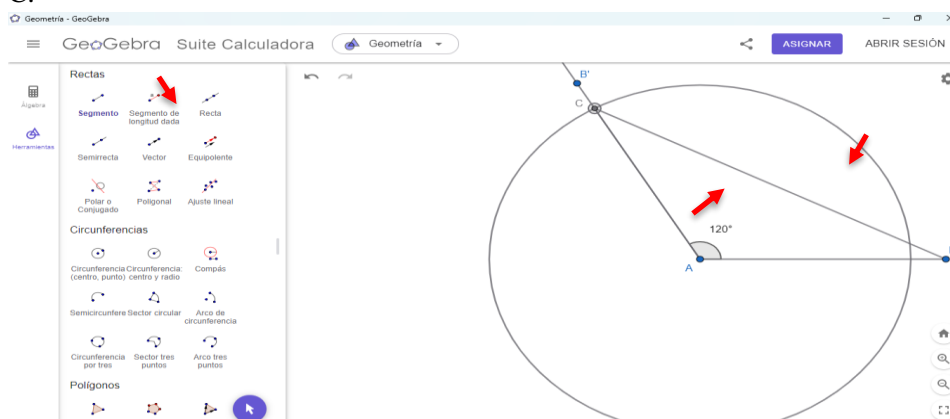 Geometría - GeoGebra
GeoGebra Suite Calculadora Geometría ASIGNAR ABRIR SESIÓN
Álgebra
Herramientas
Rectas
Segmento
Segmento de longitud dada
Recta
Semirrecta
Vector
Equipolente
Polar o Conjugado
Poligonal
Ajuste lineal
Circunferencias
Circunferencia (centro, punto)
Circunferencia: centro y radio
Compás
Semicircunfere
Sector circular
Arco de circunferencia
Circunferencia por tres
Sector tres puntos
Arco tres puntos
Polígonos
B'
C
120°
A